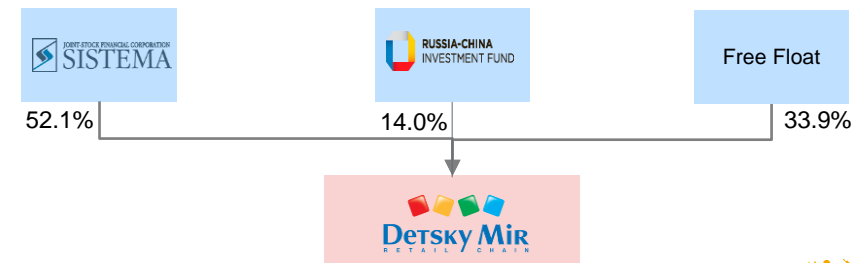 JOINT-STOCK FINANCIAL CORPORATION
SISTEMA
RUSSIA-CHINA
INVESTMENT FUND
Free Float
52.1%
14.0%
33.9%
DETSKY MIR
RETAIL CHAIN